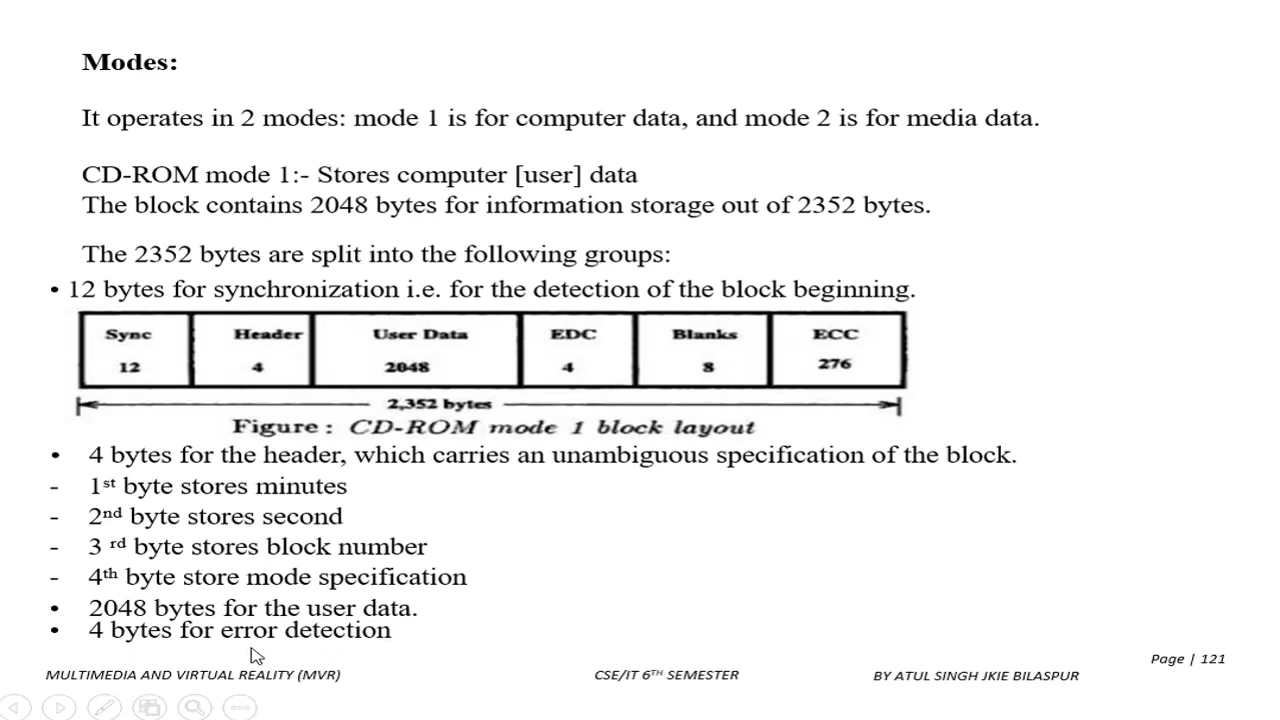 Modes:
It operates in 2 modes: mode 1 is for computer data, and mode 2 is for media data.
CD-ROM mode 1:- Stores computer [user] data
The block contains 2048 bytes for information storage out of 2352 bytes.
The 2352 bytes are split into the following groups:
• 12 bytes for synchronization i.e. for the detection of the block beginning.
Sync Header User Data EDC Blanks ECC
12 4 2048 4 8 276
2,352 bytes
Figure : CD-ROM mode 1 block layout
• 4 bytes for the header, which carries an unambiguous specification of the block.
- 1st byte stores minutes
- 2nd byte stores second
- 3 rd byte stores block number
- 4th byte store mode specification
• 2048 bytes for the user data.
• 4 bytes for error detection
Page | 121
MULTIMEDIA AND VIRTUAL REALITY (MVR) CSE/IT 6TH SEMESTER BY ATUL SINGH JKIE BILASPUR